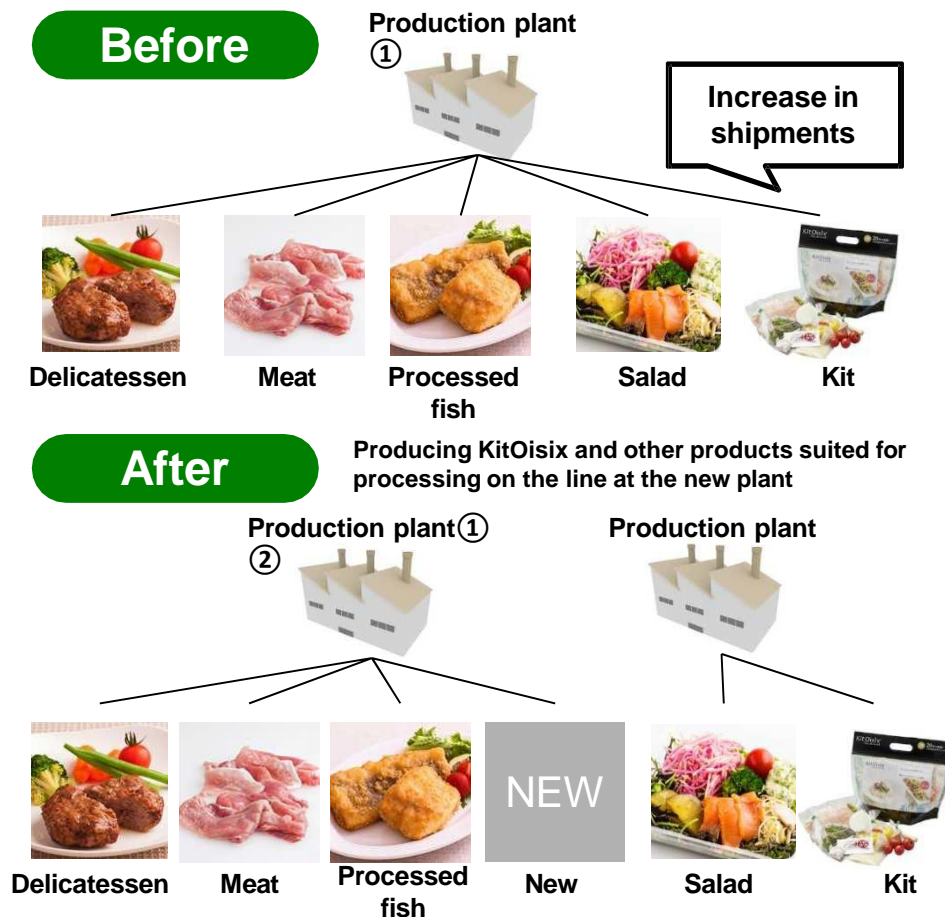 Before
Production plant
①
Increase in
shipments
Delicatessen
Meat
Processed
fish
Salad
KitOisix
Kit
After
Producing KitOisix and other products suited for
processing on the line at the new plant
Production plant①
②
Production plant
NEW
KitOisix
Delicatessen
Meat
Processed
fish
New
Salad
Kit